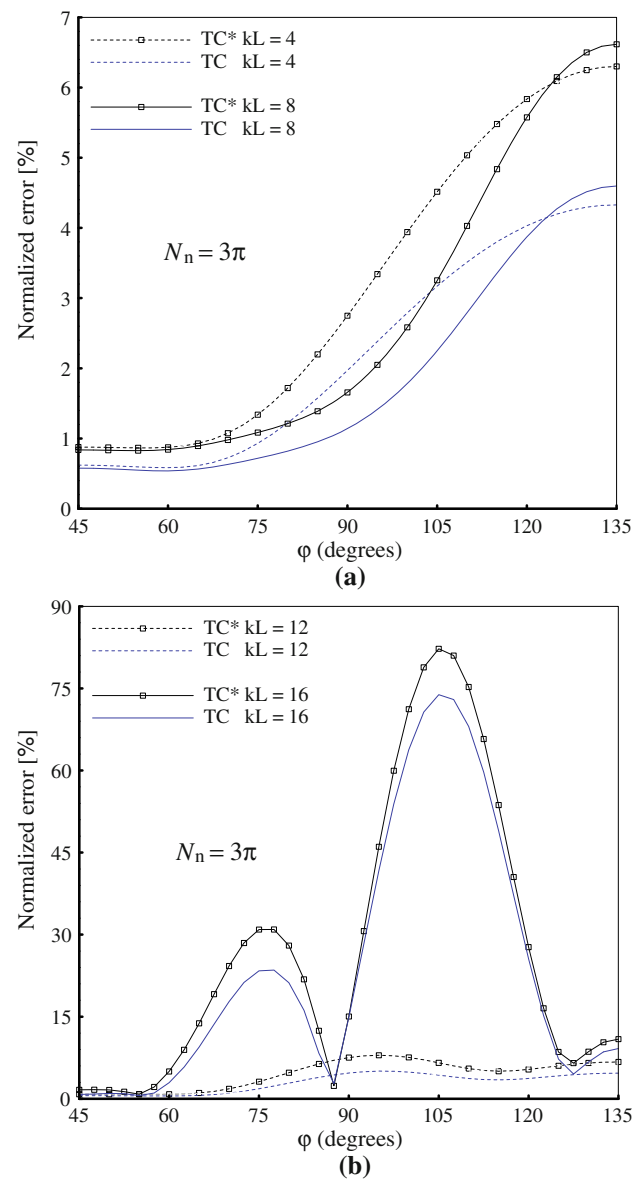 7
6
5
4
3
2
1
0
Normalized error [%]
TC* kL = 4
TC kL = 4
TC* kL = 8
TC kL = 8
Nn = 3π
45 60 75 90 105 120 135
φ (degrees)
(a)
90
75
60
45
30
15
0
Normalized error [%]
TC* kL = 12
TC kL = 12
TC* kL = 16
TC kL = 16
Nn = 3π
45 60 75 90 105 120 135
φ (degrees)
(b)